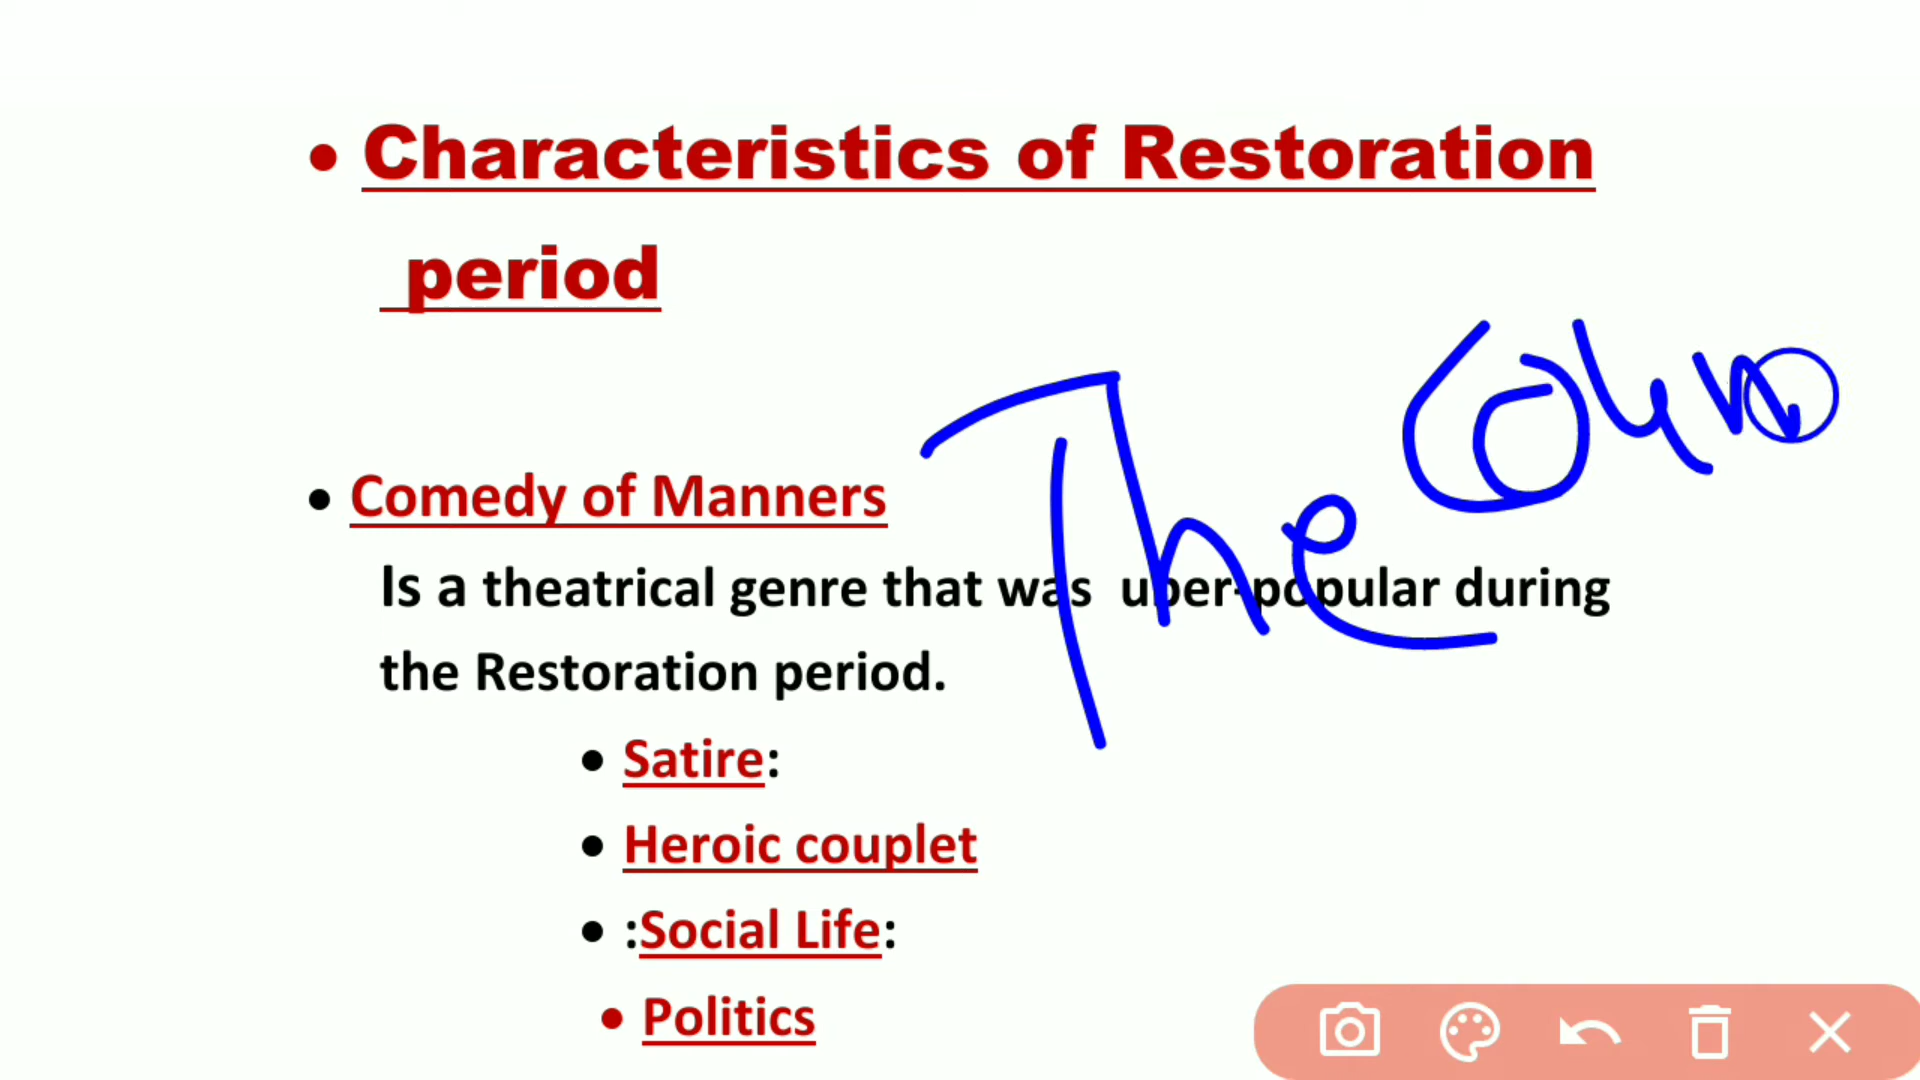 • Characteristics of Restoration
period
• Comedy of Manners
Is a theatrical genre that was uber-popular during
the Restoration period.
• Satire:
• Heroic couplet
• :Social Life:
• Politics
The